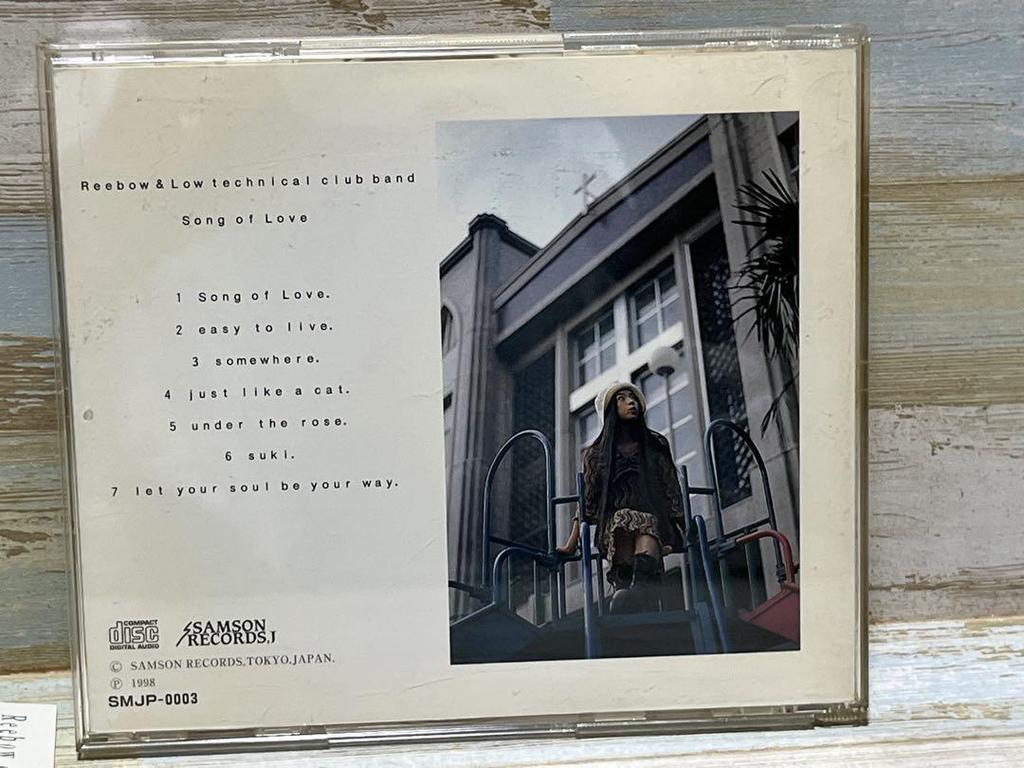 Reebow & Low technical club band
Song of Love
1 Song of Love.
2 easy to live.
3 somewhere.
4 just like a cat.
5 under the rose.
6 suki.
7 let your soul be your way.
COMPACT
disc
DIGITAL AUDIO
SAMSON
RECORDS,J
© SAMSON RECORDS.TOKYO.JAPAN.
℗ 1998
SMJP-0003
Reebow